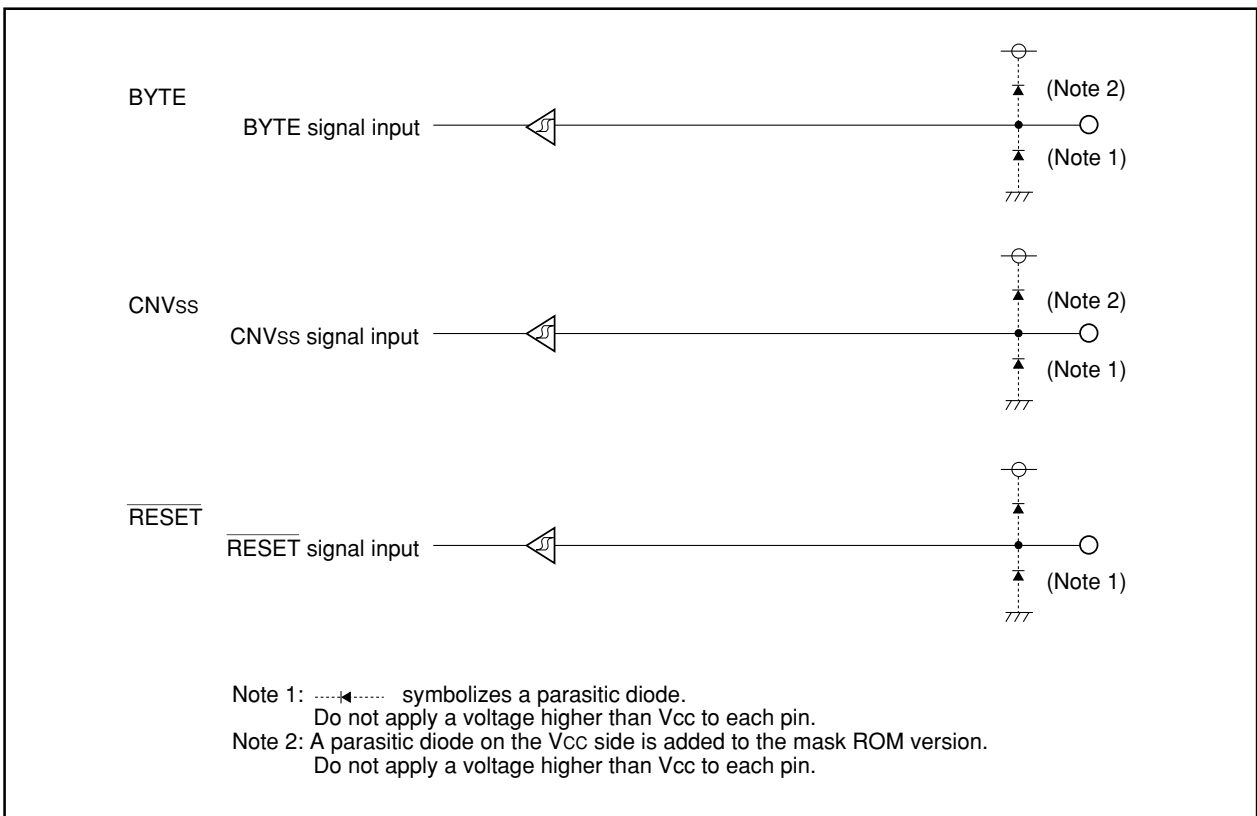 (Note 2)
BYTE
BYTE signal input
(Note 1)
CNVss
(Note 2)
CNVss signal input
(Note 1)
RESET
RESET signal input
(Note 1)
Note 1: symbolizes a parasitic diode.
Do not apply a voltage higher than Vcc to each pin.
Note 2: A parasitic diode on the VCC side is added to the mask ROM version.
Do not apply a voltage higher than Vcc to each pin.